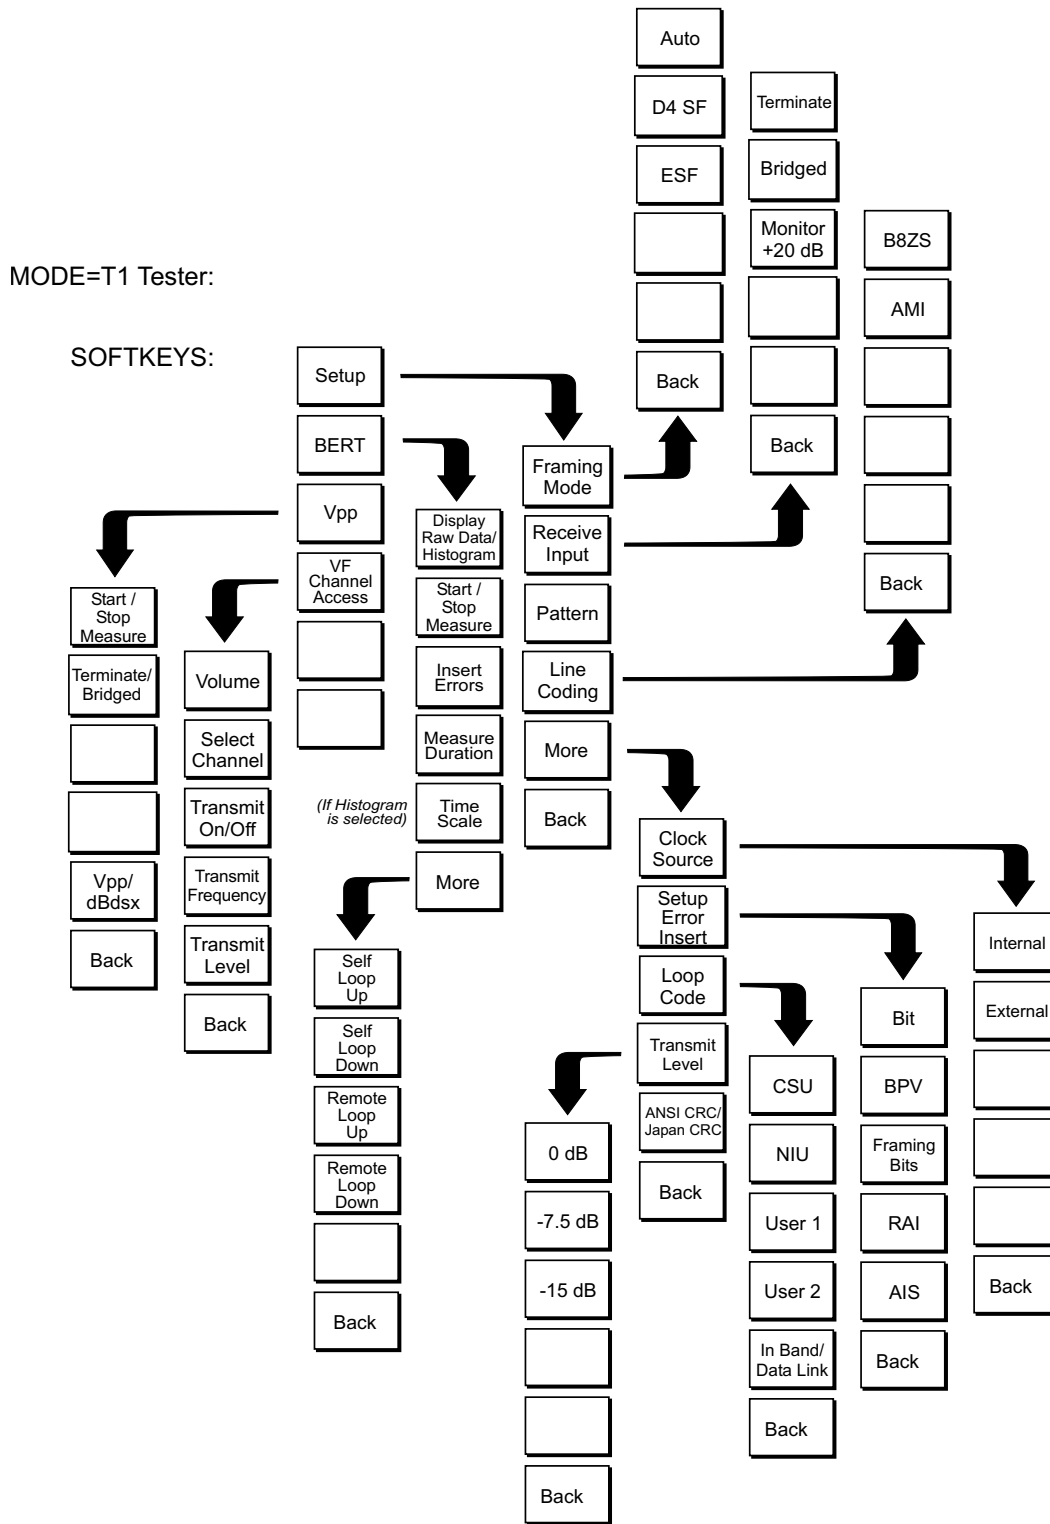 MODE=T1 Tester:
SOFTKEYS:
Setup
BERT
Vpp
VF
Channel
Access
Start /
Stop
Measure
Terminate/
Bridged
Vpp/
dBdsx
Back
Volume
Select
Channel
Transmit
On/Off
Transmit
Frequency
Transmit
Level
Back
Display
Raw Data/
Histogram
Start /
Stop
Measure
Insert
Errors
Measure
Duration
(If Histogram
is selected)
Time
Scale
More
Self
Loop
Up
Self
Loop
Down
Remote
Loop
Up
Remote
Loop
Down
Back
Framing
Mode
Receive
Input
Pattern
Line
Coding
More
Back
Auto
D4 SF
ESF
Back
Terminate
Bridged
Monitor
+20 dB
Back
B8ZS
AMI
Back
Clock
Source
Setup
Error
Insert
Loop
Code
Transmit
Level
ANSI CRC/
Japan CRC
Back
0 dB
-7.5 dB
-15 dB
Back
CSU
NIU
User 1
User 2
In Band/
Data Link
Back
Bit
BPV
Framing
Bits
RAI
AIS
Back
Internal
External
Back